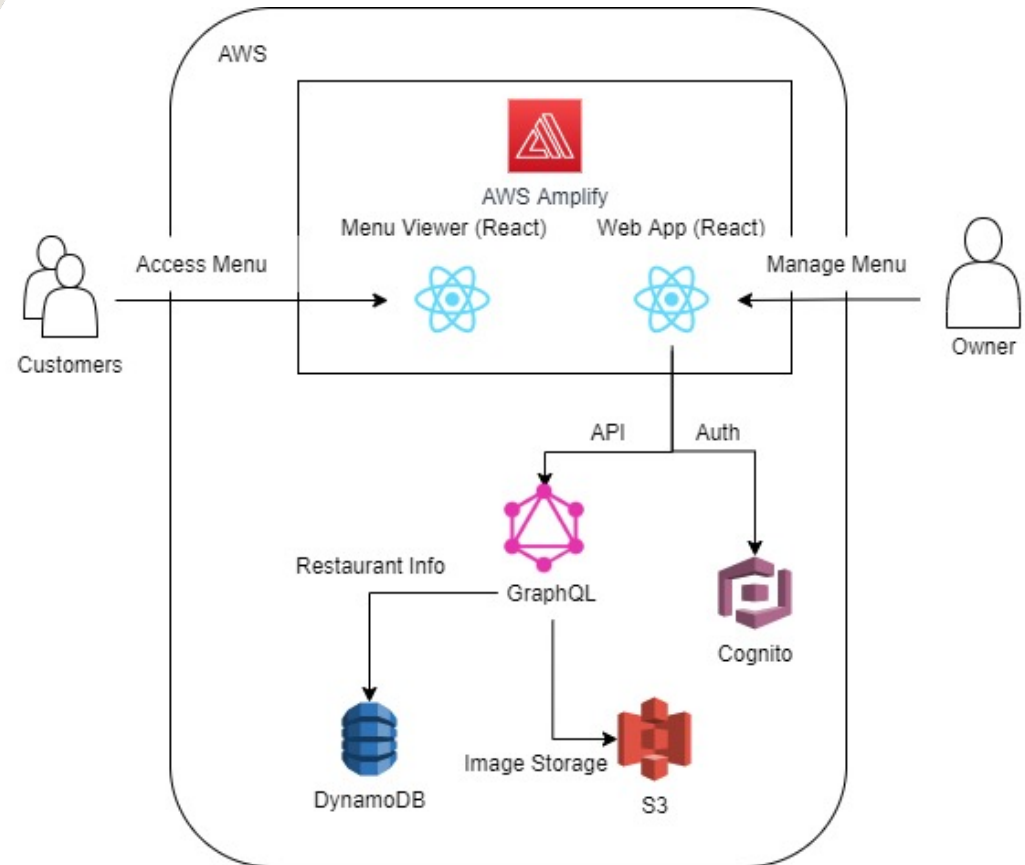 AWS
AWS Amplify
Menu Viewer (React)
Web App (React)
Access Menu
Manage Menu
Customers
Owner
API
Auth
Restaurant Info
GraphQL
Cognito
Image Storage
DynamoDB
S3